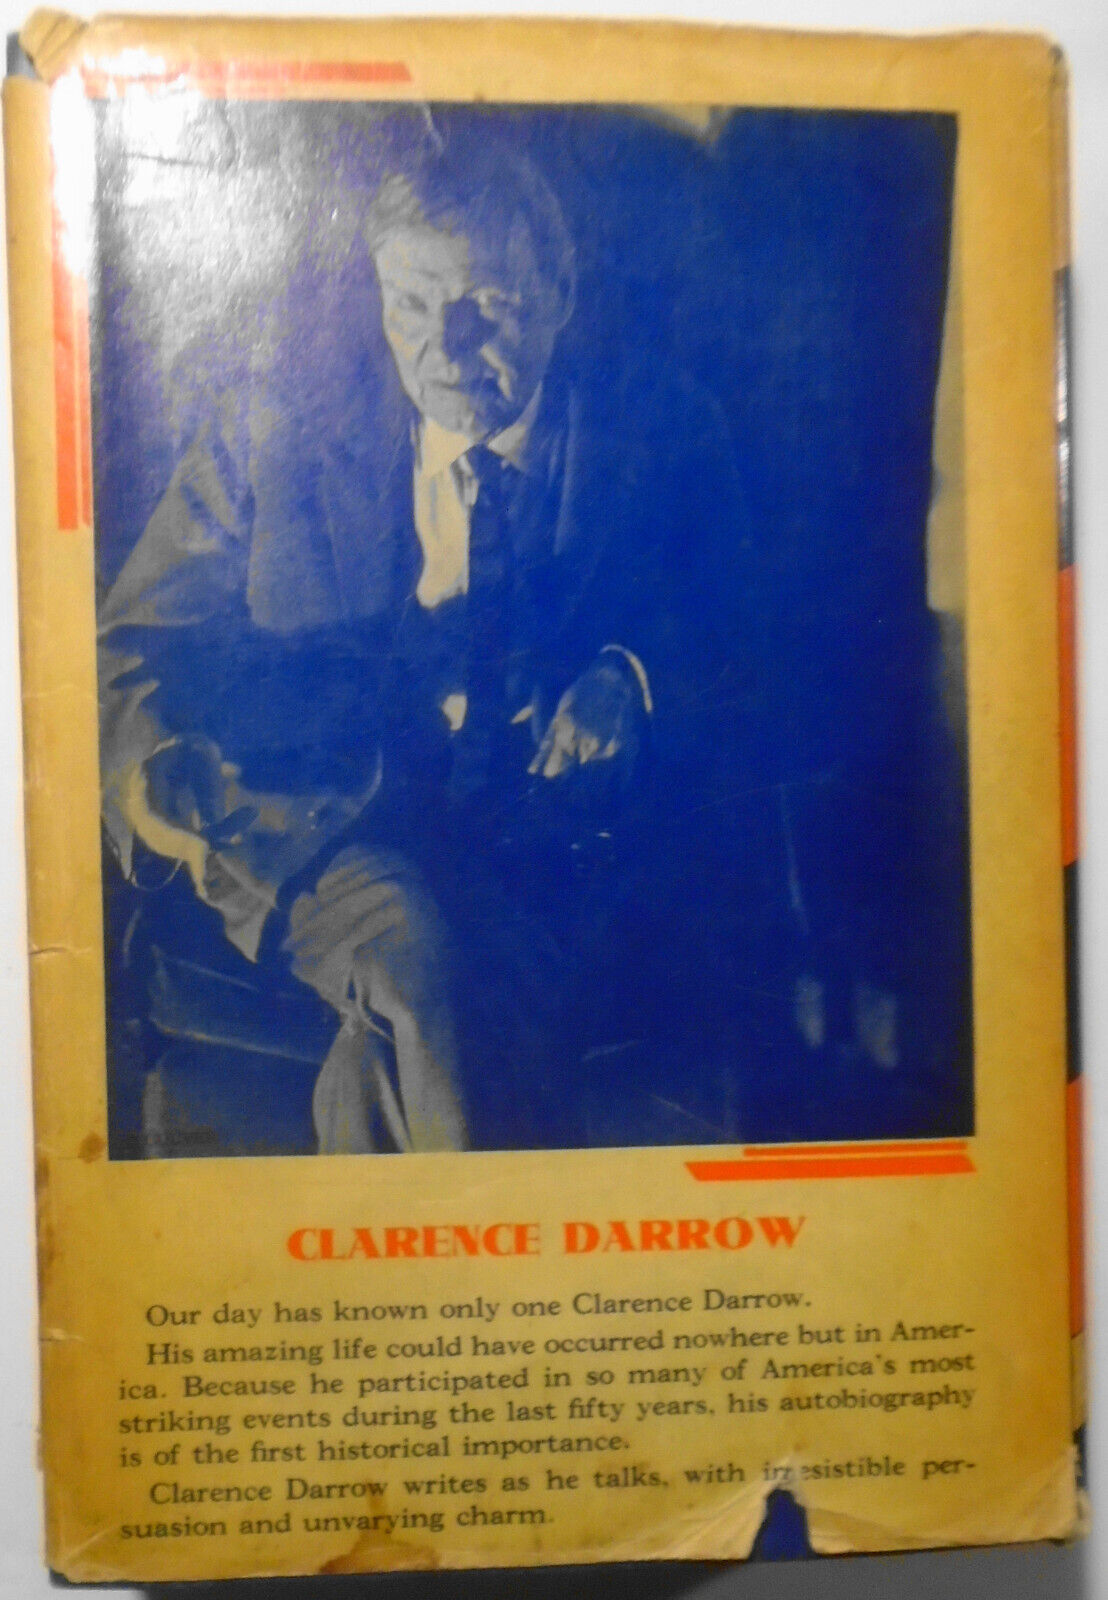 CLARENCE DARROW
Our day has known only one Clarence Darrow.
His amazing life could have occurred nowhere but in Amer-
ica. Because he participated in so many of America's most
striking events during the last fifty years, his autobiography
is of the first historical importance.
Clarence Darrow writes as he talks, with irresistible per-
suasion and unvarying charm.